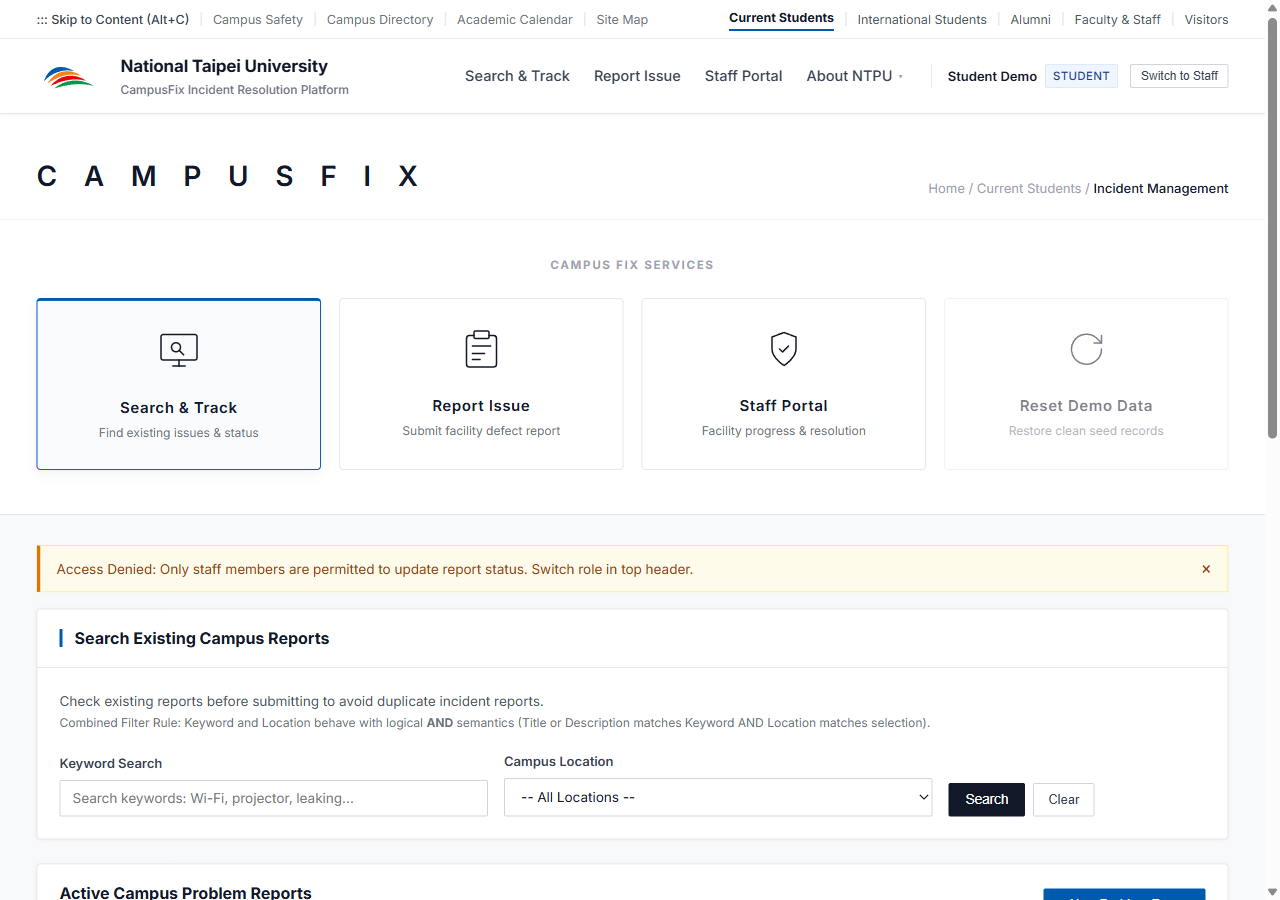 ::: Skip to Content (Alt+C)
Campus Safety
Campus Directory
Academic Calendar
Site Map
Current Students
International Students
Alumni
Faculty & Staff
Visitors
National Taipei University
CampusFix Incident Resolution Platform
Search & Track
Report Issue
Staff Portal
About NTPU
Student Demo
STUDENT
Switch to Staff
CAMPUSFIX
Home / Current Students / Incident Management
CAMPUS FIX SERVICES
Search & Track
Find existing issues & status
Report Issue
Submit facility defect report
Staff Portal
Facility progress & resolution
Reset Demo Data
Restore clean seed records
Access Denied: Only staff members are permitted to update report status. Switch role in top header.
×
Search Existing Campus Reports
Check existing reports before submitting to avoid duplicate incident reports.
Combined Filter Rule: Keyword and Location behave with logical AND semantics (Title or Description matches Keyword AND Location matches selection).
Keyword Search
Search keywords: Wi-Fi, projector, leaking...
Campus Location
-- All Locations --
Search
Clear
Active Campus Problem Reports